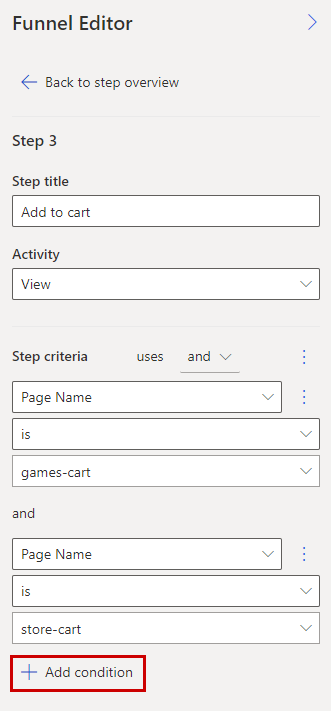 Funnel Editor
Back to step overview
Step 3
Step title
Add to cart
Activity
View
Step criteria uses and
Page Name
is
games-cart
and
Page Name
is
store-cart
Add condition